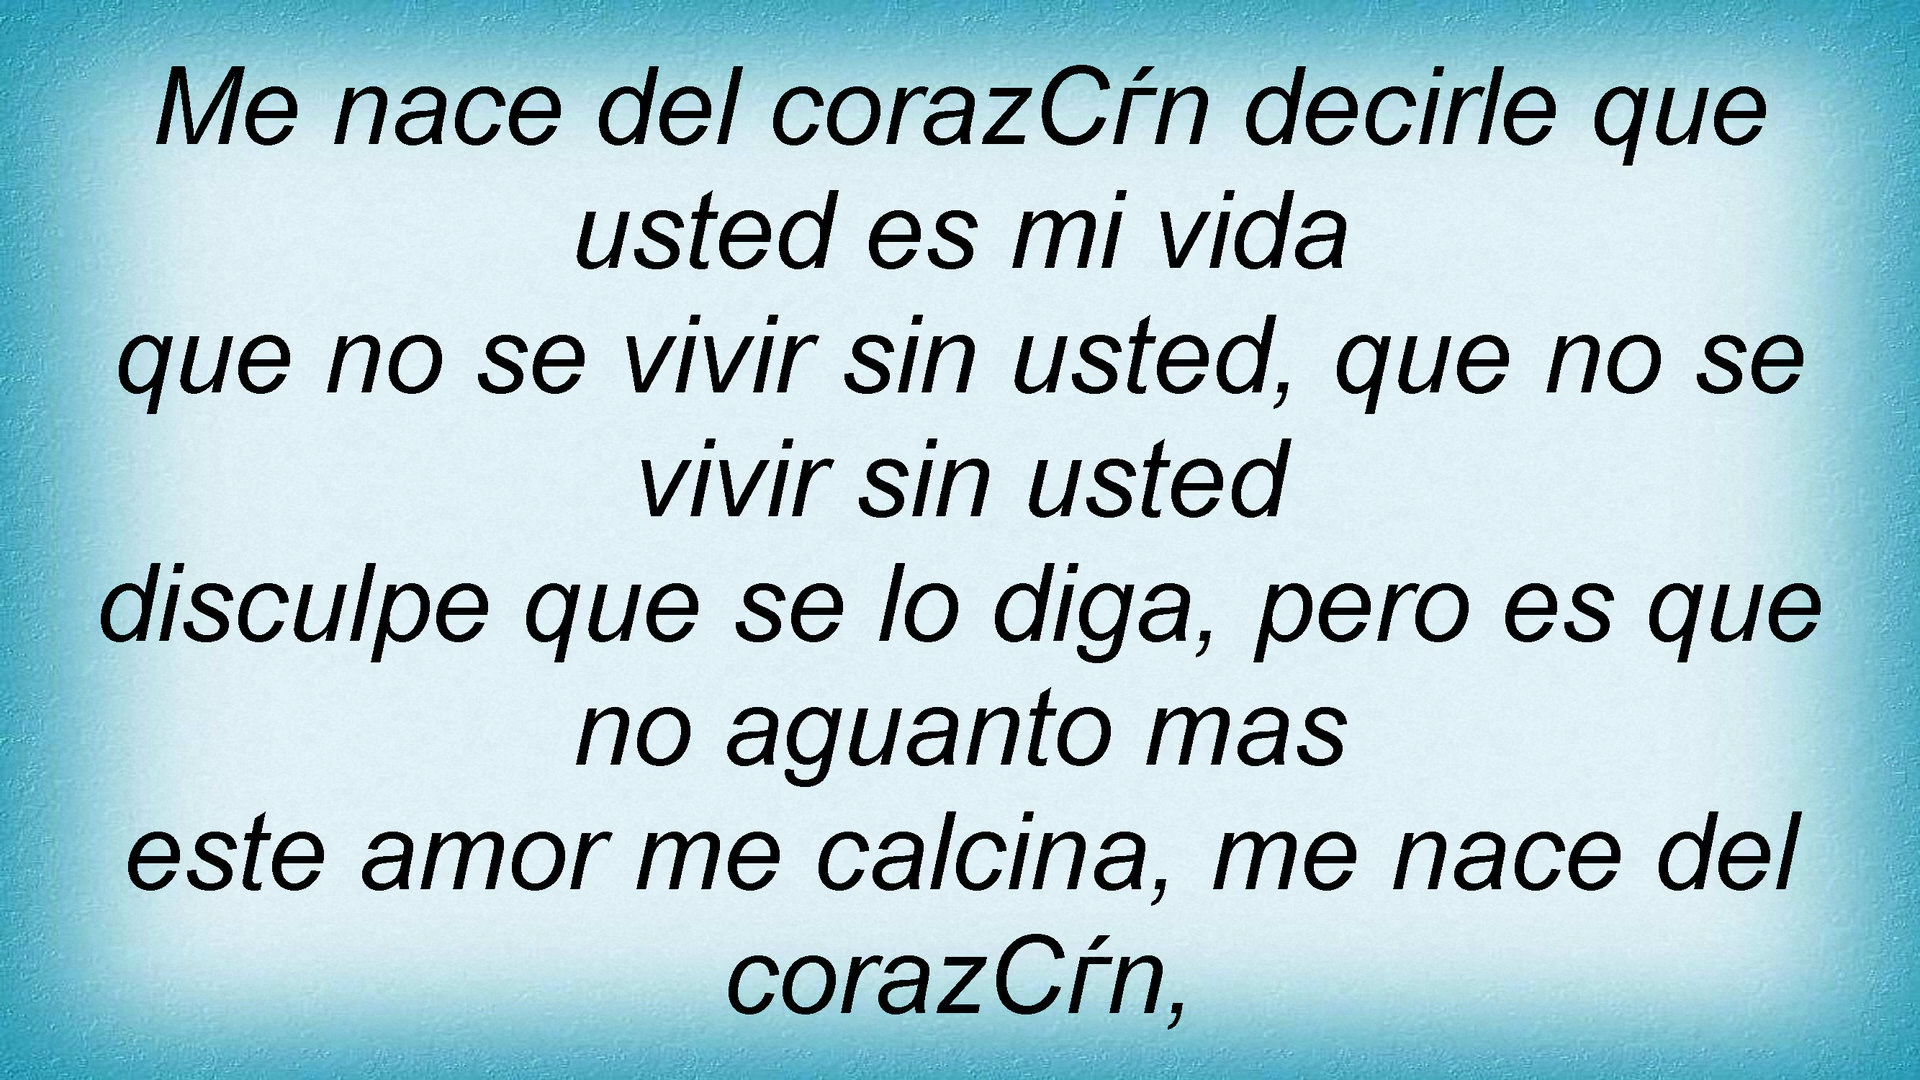 Me nace del corazCѓn decirle que
usted es mi vida
que no se vivir sin usted, que no se
vivir sin usted
disculpe que se lo diga, pero es que
no aguanto mas
este amor me calcina, me nace del
corazCѓn,